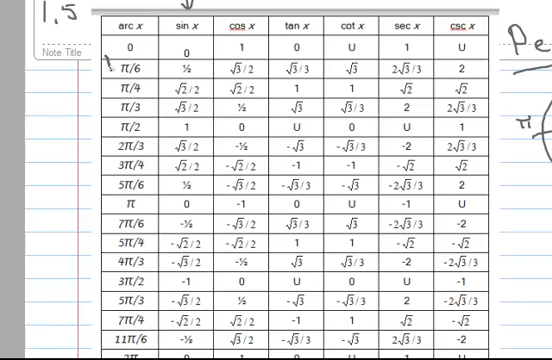 1.5
Note Title
arc x sin x cos x tan x cot x sec x csc x
0 0 1 0 U 1 U
π/6 ½ √3/2 √3/3 √3 2√3/3 2
π/4 √2/2 √2/2 1 1 √2 √2
π/3 √3/2 ½ √3 √3/3 2 2√3/3
π/2 1 0 U 0 U 1
2π/3 √3/2 -½ -√3 -√3/3 -2 2√3/3
3π/4 √2/2 -√2/2 -1 -1 -√2 √2
5π/6 ½ -√3/2 -√3/3 -√3 -2√3/3 2
π 0 -1 0 U -1 U
7π/6 -½ -√3/2 √3/3 √3 -2√3/3 -2
5π/4 -√2/2 -√2/2 1 1 -√2 -√2
4π/3 -√3/2 -½ √3 √3/3 -2 -2√3/3
3π/2 -1 0 U 0 U -1
5π/3 -√3/2 ½ -√3 -√3/3 2 -2√3/3
7π/4 -√2/2 √2/2 -1 1 √2 -√2
11π/6 -½ √3/2 -√3/3 -√3 2√3/3 -2
2π 0 1 0 U 1 U
Pe
π